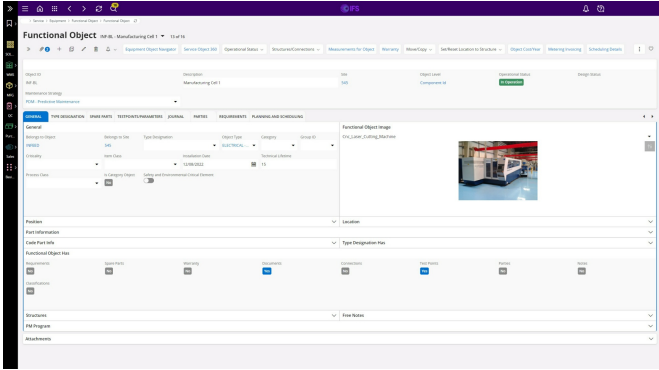 IFS
Service > Equipment > Functional Object > Functional Object
Functional Object INF-BL - Manufacturing Cell 1 13 of 16
Equipment Object Navigator Service Object 360 Operational Status Structures/Connections Measurements for Object Warranty Move/Copy Get/Reset Location to Structure Object Cost/Year Metering Invoicing Scheduling Details
Object ID Description Site Object Level Operational Status Design Status
INF-BL Manufacturing Cell 1 Component Id In Operation
Maintenance Strategy
PDM - Predictive Maintenance
GENERAL TYPE DESIGNATION SPARE PARTS TESTPOINTS/PARAMETERS JOURNAL PARTIES REQUIREMENTS PLANNING AND SCHEDULING
General Functional Object Image
Belongs to Object Belongs to Site Type Designation Object Type Category Group ID Cnc_Laser_Cutting_Machine
ELECTRICAL -
Criticality Item Class Installation Date Technical Lifetime
12/08/2022 10
Process Class Is Category Object Safety and Environmental Critical Element
No
Position Location
Part Information
Code Part Info Type Designation Has
Functional Object Has
Requirements Spare Parts Warranty Documents Connections Test Points Parties Notes
No No No Yes No Yes No No
Classifications
No
Structures Free Notes
PM Program
Attachments